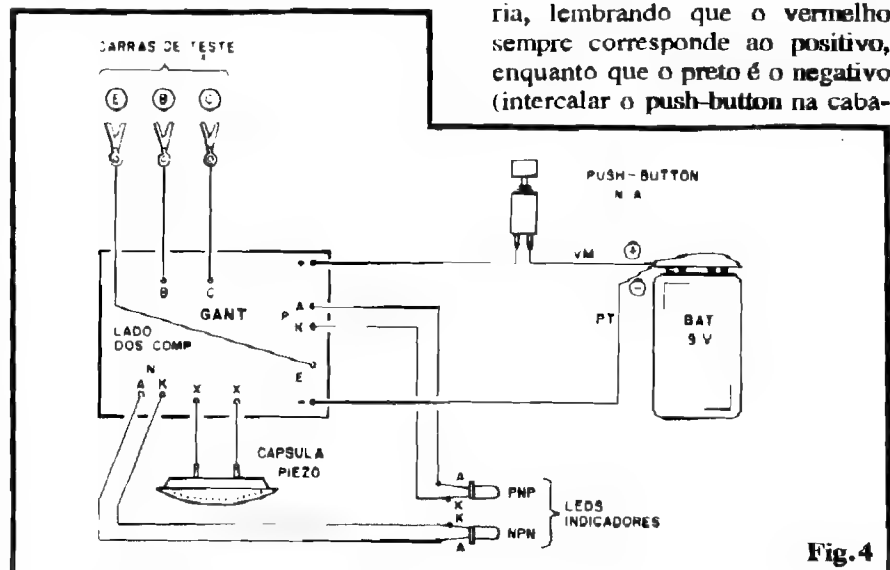 ria, lembrando que o vermelho
sempre corresponde ao positivo,
enquanto que o preto é o negativo
(intercalar o push-button na caba-
GARRAS DE TESTE
E B C
PUSH-BUTTON
N A
VM +
-
PT
BAT
9 V
+
B C
GANT
P
A
K
LADO
DOS COMP
N
A K X X
E
-
CAPSULA
PIEZO
A
PNP
K
K
NPN
A
LEDS
INDICADORES
Fig.4